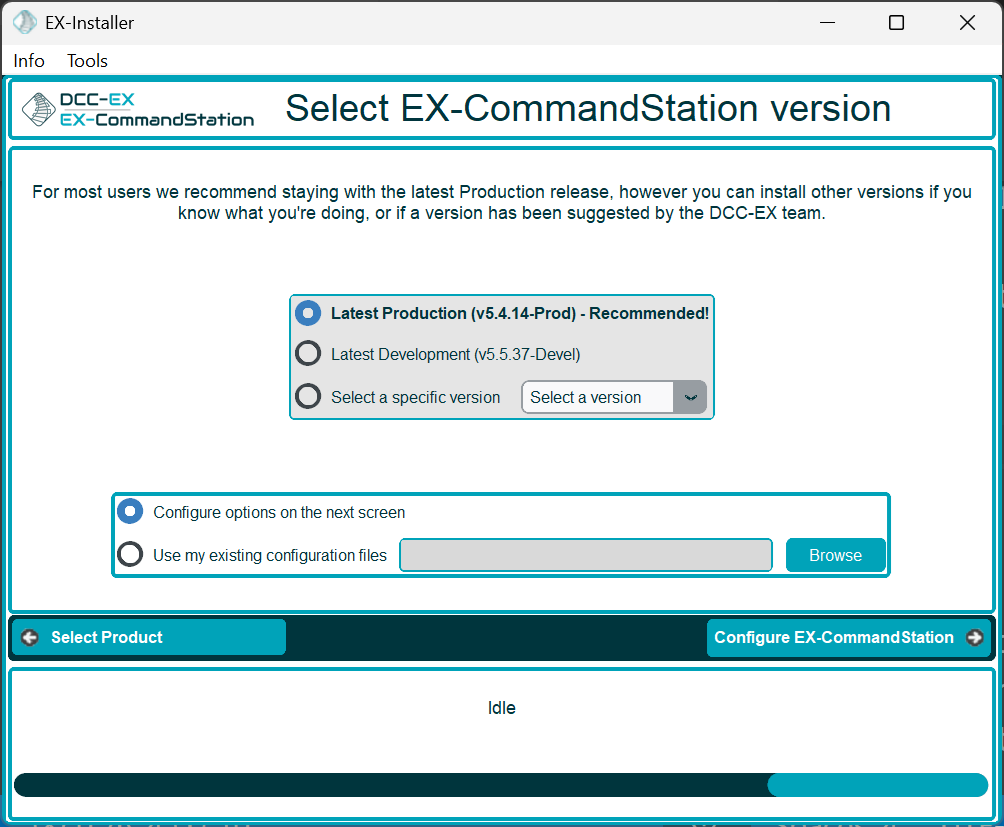 EX-Installer
Info Tools
DCC-EX
EX-CommandStation
Select EX-CommandStation version
For most users we recommend staying with the latest Production release, however you can install other versions if you
know what you're doing, or if a version has been suggested by the DCC-EX team.
Latest Production (v5.4.14-Prod) - Recommended!
Latest Development (v5.5.37-Devel)
Select a specific version Select a version
Configure options on the next screen
Use my existing configuration files Browse
Select Product Configure EX-CommandStation
Idle